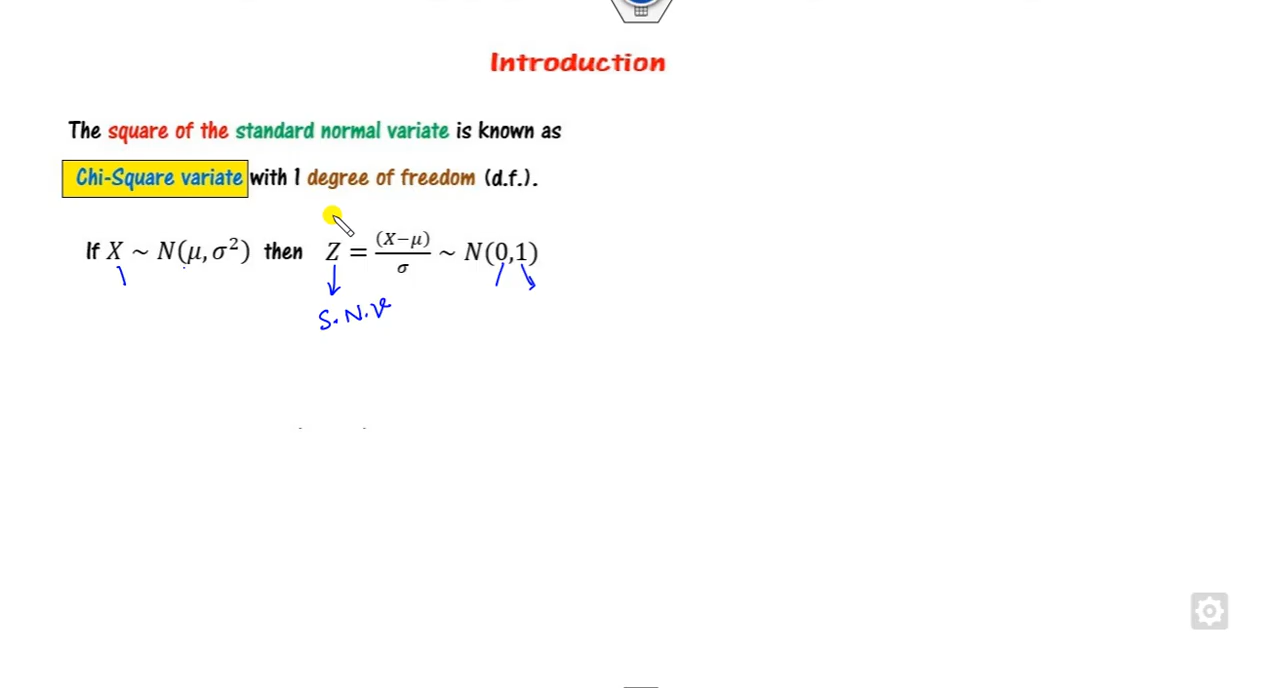 Introduction
The square of the standard normal variate is known as
Chi-Square variate with 1 degree of freedom (d.f.).
If X ~ N(μ, σ²) then Z = (X−μ)/σ ~ N(0,1)
S.N.V